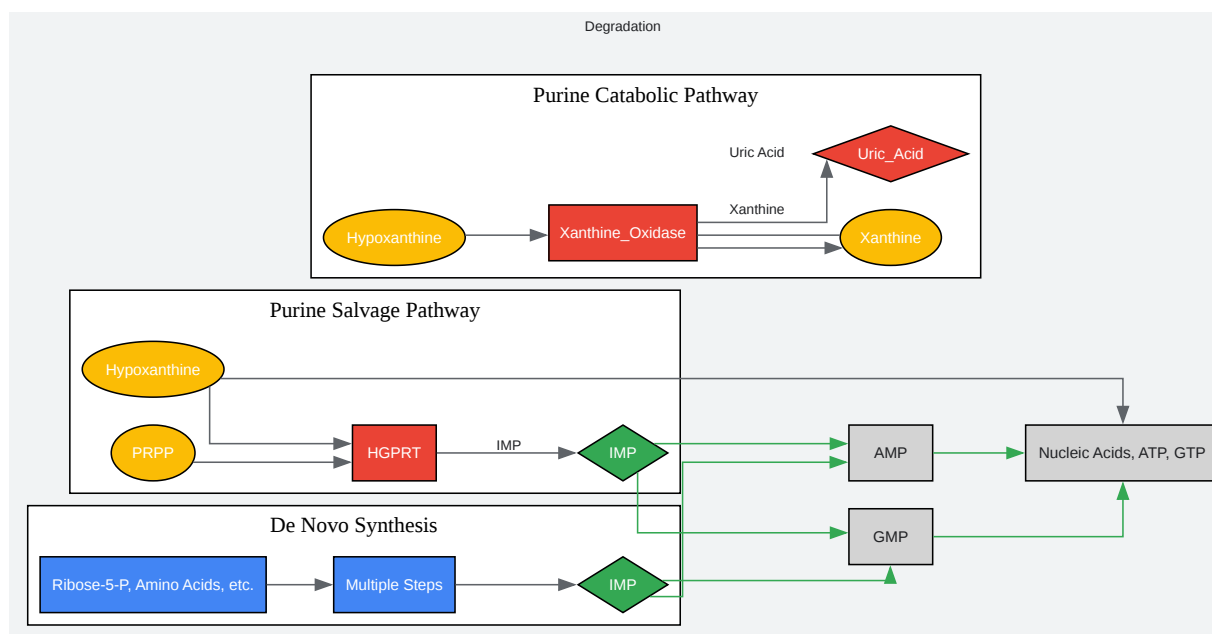 Degradation
Purine Catabolic Pathway
Uric Acid
Uric_Acid
Xanthine
Hypoxanthine
Xanthine_Oxidase
Xanthine
Purine Salvage Pathway
Hypoxanthine
PRPP
HGPRT
IMP
IMP
AMP
Nucleic Acids, ATP, GTP
De Novo Synthesis
GMP
Ribose-5-P, Amino Acids, etc.
Multiple Steps
IMP